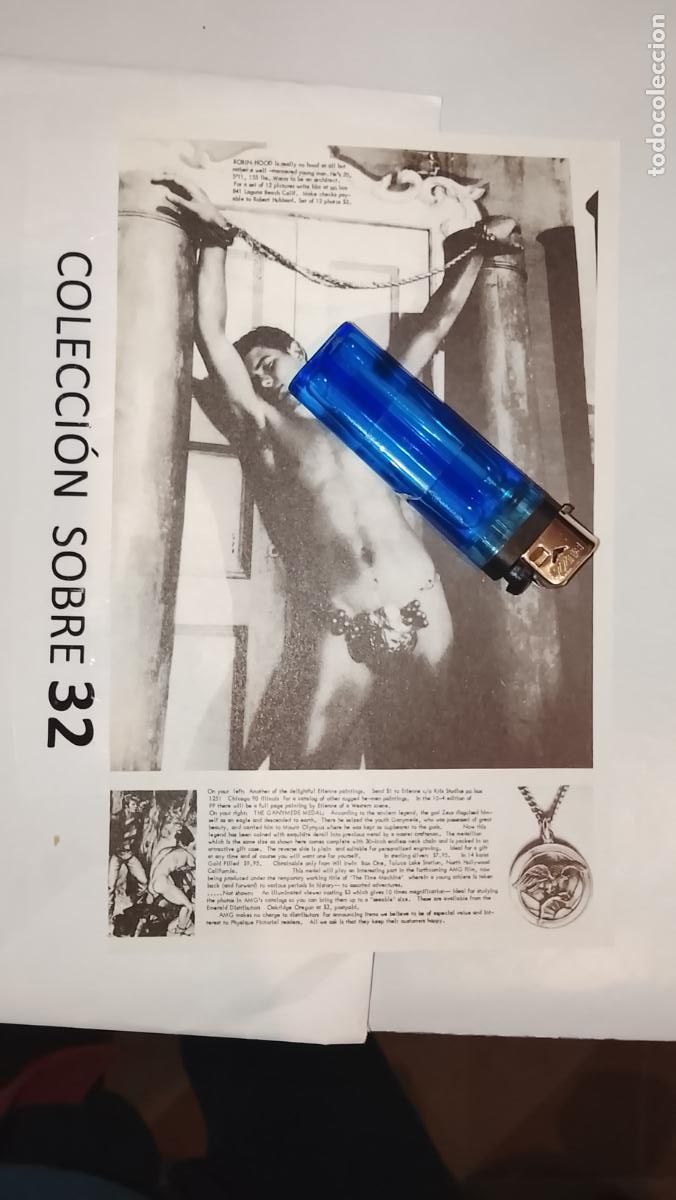 todocoleccion
ROBIN HOOD is really no hood at all but
rather a well-mannered young man. He's 20,
5'11, 155 lbs. Wants to be an architect.
For a set of 12 pictures write him at po box
841 Laguna Beach Calif. Make checks pay-
able to Robert Hubbard. Set of 12 photos $3.
COLECCIÓN SOBRE 32
On your left: Another of the delightful Etienne paintings. Send $1 to Etienne c/o Kris Studios po box
1251 Chicago 90 Illinois for a catalog of other rugged he-men paintings. In the 12-4 edition of
PP there will be a full page painting by Etienne of a Western scene.
On your right: THE GANYMEDE MEDAL: According to the ancient legend, the god Zeus disguised him-
self as an eagle and descended to earth. There he seized the youth Ganymede, who was possessed of great
beauty, and carried him to Mount Olympus where he was kept as cupbearer to the gods. Now this
legend has been coined with exquisite detail into precious metal by a master craftsman. The medallion
which is the same size as shown here comes complete with 30-inch endless neck chain and is packed in an
attractive gift case. The reverse side is plain and suitable for personalized engraving. Ideal for a gift
at any time and of course you will want one for yourself. In sterling silver: $7.95. In 14 karat
Gold Filled $9.95. Obtainable only from Will Irwin Box One, Toluca Lake Station, North Hollywood
California. This medal will play an interesting part in the forthcoming AMG film, now
being produced under the temporary working title of "The Time Machine" wherein a young athlete is taken
back (and forward) to various periods in history-- to assorted adventures.
.....Not shown: An illuminated viewer costing $3 which gives 10 times magnification-- Ideal for studying
the photos in AMG's catalogs so you can bring them up to a "seeable" size. These are available from the
Emerald Distributors Oakridge Oregon at $3, postpaid.
AMG makes no charge to distributors for announcing items we believe to be of especial value and int-
erest to Physique Pictorial readers. All we ask is that they keep their customers happy.